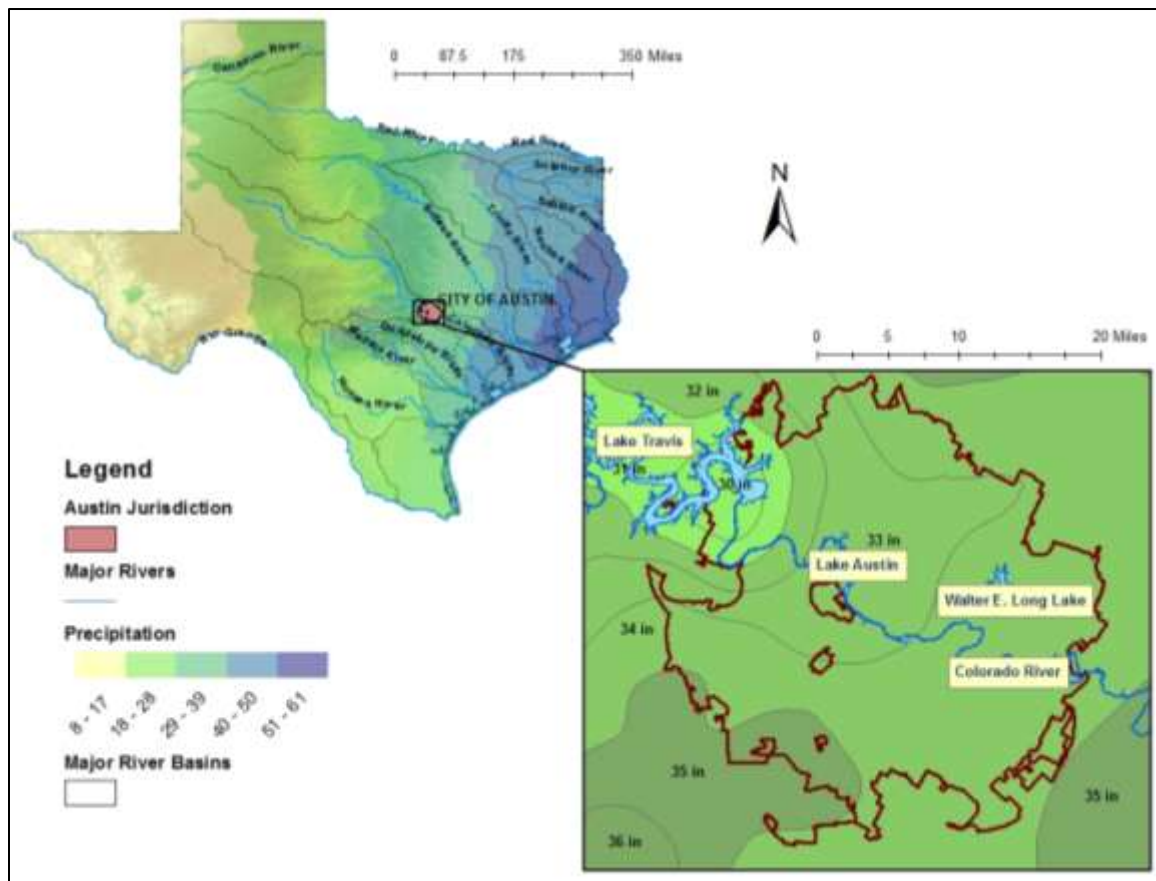 0 87.5 175 350 Miles
Canadian River
Red River
Red River
Sulphur River
Sabine River
Trinity River
Neches River
Brazos River
CITY OF AUSTIN
Guadalupe River
Rio Grande
Nueces River
N
0 5 10 20 Miles
32 in
Lake Travis
31 in
30 in
33 in
Lake Austin
Walter E. Long Lake
34 in
Colorado River
35 in
35 in
36 in
Legend
Austin Jurisdiction
Major Rivers
Precipitation
8 - 17
18 - 28
29 - 39
40 - 50
51 - 61
Major River Basins